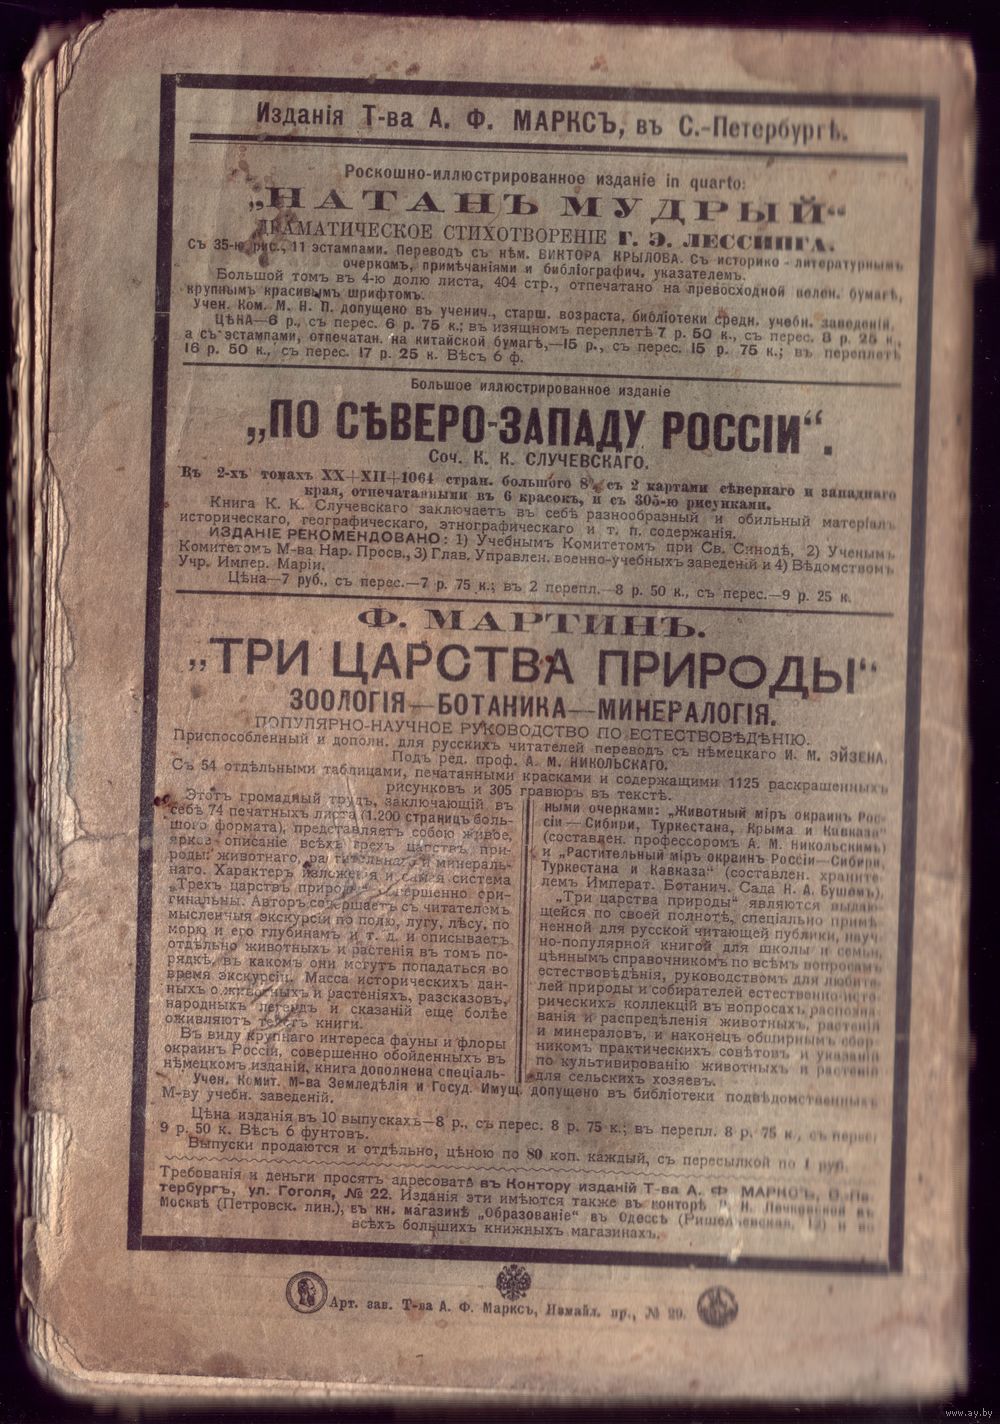 Изданія Т-ва А. Ф. МАРКСЪ, въ С.-Петербургѣ.
Роскошно-иллюстрированное изданіе in quarto:
„НАТАНЪ МУДРЫЙ“
ДРАМАТИЧЕСКОЕ СТИХОТВОРЕНІЕ Г. Э. ЛЕССИНГА.
Съ 35-ю рис., 11 эстампами. Переводъ съ нѣм. ВИКТОРА КРЫЛОВА. Съ историко-литературнымъ
очеркомъ, примѣчаніями и библіографич. указателемъ.
Большой томъ въ 4-ю долю листа, 404 стр., отпечатано на превосходной велен. бумагѣ,
крупнымъ красивымъ шрифтомъ.
Учен. Ком. М. Н. П. допущено въ ученич., старш. возраста, библіотеки средн. учебн. заведеній.
ЦѢНА—6 р., съ перес. 6 р. 75 к.; въ изящномъ переплетѣ 7 р. 50 к., съ перес. 8 р. 25 к.,
а съ эстампами, отпечатан. на китайской бумагѣ,—15 р., съ перес. 15 р. 75 к.; въ переплетѣ
16 р. 50 к., съ перес. 17 р. 25 к. Вѣсъ 6 ф.
Большое иллюстрированное изданіе
„ПО СѢВЕРО-ЗАПАДУ РОССІИ“.
Соч. К. К. СЛУЧЕВСКАГО.
Въ 2-хъ томахъ XX+XII+1064 стран. большого 8°, съ 2 картами сѣвернаго и западнаго
края, отпечатанными въ 6 красокъ, и съ 305-ю рисунками.
Книга К. К. Случевскаго заключаетъ въ себѣ разнообразный и обильный матеріалъ
историческаго, географическаго, этнографическаго и т. п. содержанія.
ИЗДАНІЕ РЕКОМЕНДОВАНО: 1) Учебнымъ Комитетомъ при Св. Синодѣ, 2) Ученымъ
Комитетомъ М-ва Нар. Просв., 3) Глав. Управлен. военно-учебныхъ заведеній и 4) Вѣдомствомъ
Учр. Импер. Маріи.
Цѣна—7 руб., съ перес.—7 р. 75 к.; въ 2 перепл.—8 р. 50 к., съ перес.—9 р. 25 к.
Ф. МАРТИНЪ.
„ТРИ ЦАРСТВА ПРИРОДЫ“
ЗООЛОГІЯ—БОТАНИКА—МИНЕРАЛОГІЯ.
ПОПУЛЯРНО-НАУЧНОЕ РУКОВОДСТВО ПО ЕСТЕСТВОВѢДѢНІЮ.
Приспособленный и дополн. для русскихъ читателей переводъ съ нѣмецкаго И. М. ЭЙЗЕНА.
Подъ ред. проф. А. М. НИКОЛЬСКАГО.
Съ 54 отдѣльными таблицами, печатанными красками и содержащими 1125 раскрашенныхъ
рисунковъ и 305 гравюръ въ текстѣ.
Этотъ громадный трудъ, заключающій въ
себѣ 74 печатныхъ листа (1.200 страницъ боль-
шого формата), представляетъ собою живое,
яркое описаніе всѣхъ трехъ царствъ при-
роды: животнаго, растительнаго и минераль-
наго. Характеръ изложенія и самая система
„Трехъ царствъ природы“ совершенно ори-
гинальны. Авторъ совершаетъ съ читателемъ
мысленныя экскурсіи по полю, лугу, лѣсу, по
морю и его глубинамъ и т. д. и описываетъ
отдѣльно животныхъ и растенія въ томъ по-
рядкѣ, въ какомъ они могутъ попадаться во
время экскурсіи. Масса историческихъ дан-
ныхъ о животныхъ и растеніяхъ, разсказовъ,
народныхъ легендъ и сказаній еще болѣе
оживляютъ текстъ книги.
Въ виду крупнаго интереса фауны и флоры
окраинъ Россіи, совершенно обойденныхъ въ
нѣмецкомъ изданіи, книга дополнена спеціаль-
ными очерками: „Животный міръ окраинъ Рос-
сіи—Сибири, Туркестана, Крыма и Кавказа“
(составлен. профессоромъ А. М. Никольскимъ)
и „Растительный міръ окраинъ Россіи—Сибири,
Туркестана и Кавказа“ (составлен. храните-
лемъ Императ. Ботанич. Сада Н. А. Бушемъ).
„Три царства природы“ являются выдаю-
щейся по своей полнотѣ, спеціально примѣ-
ненной для русской читающей публики, науч-
но-популярной книгой для школы и семьи,
цѣннымъ справочникомъ по всѣмъ вопросамъ
естествовѣдѣнія, руководствомъ для любите-
лей природы и собирателей естественно-исто-
рическихъ коллекцій въ вопросахъ распозна-
ванія и распредѣленія животныхъ, растеній
и минераловъ, и наконецъ обширнымъ сбор-
никомъ практическихъ совѣтовъ и указаній
по культивированію животныхъ и растеній
для сельскихъ хозяевъ.
Учен. Комит. М-ва Земледѣлія и Госуд. Имущ. допущено въ библіотеки подвѣдомственныхъ
М-ву учебн. заведеній.
Цѣна изданія въ 10 выпускахъ—8 р., съ перес. 8 р. 75 к.; въ перепл. 8 р. 75 к., съ перес.
9 р. 50 к. Вѣсъ 6 фунтовъ.
Выпуски продаются и отдѣльно, цѣною по 80 коп. каждый, съ пересылкой по 1 руб.
Требованія и деньги просятъ адресовать въ Контору изданій Т-ва А. Ф. МАРКСЪ, С.-Пе-
тербургъ, ул. Гоголя, № 22. Изданія эти имѣются также въ конторѣ Н. Н. Печковской въ
Москвѣ (Петровск. лин.), въ кн. магазинѣ „Образованіе“ въ Одессѣ (Ришельевская, 12) и во
всѣхъ большихъ книжныхъ магазинахъ.
Арт. зав. Т-ва А. Ф. Марксъ, Измайл. пр., № 29.
www.ay.by